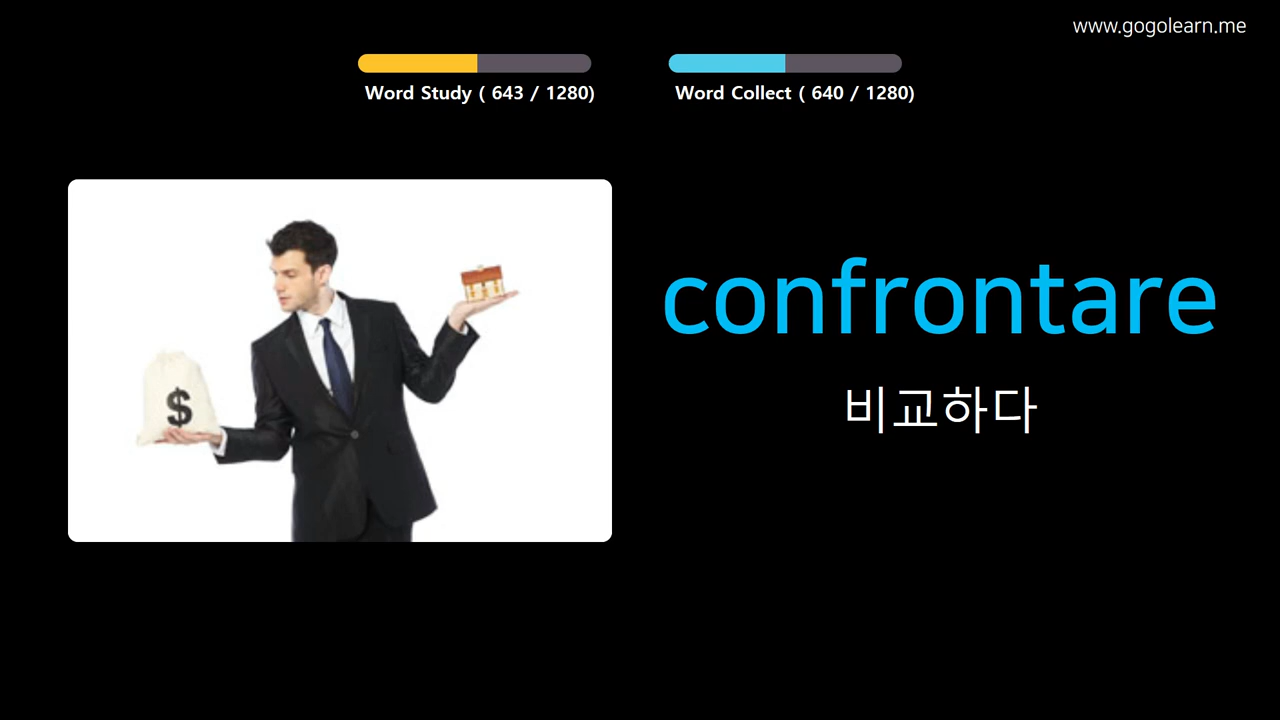 www.gogolearn.me
Word Study ( 643 / 1280)
Word Collect ( 640 / 1280)
$
confrontare
비교하다